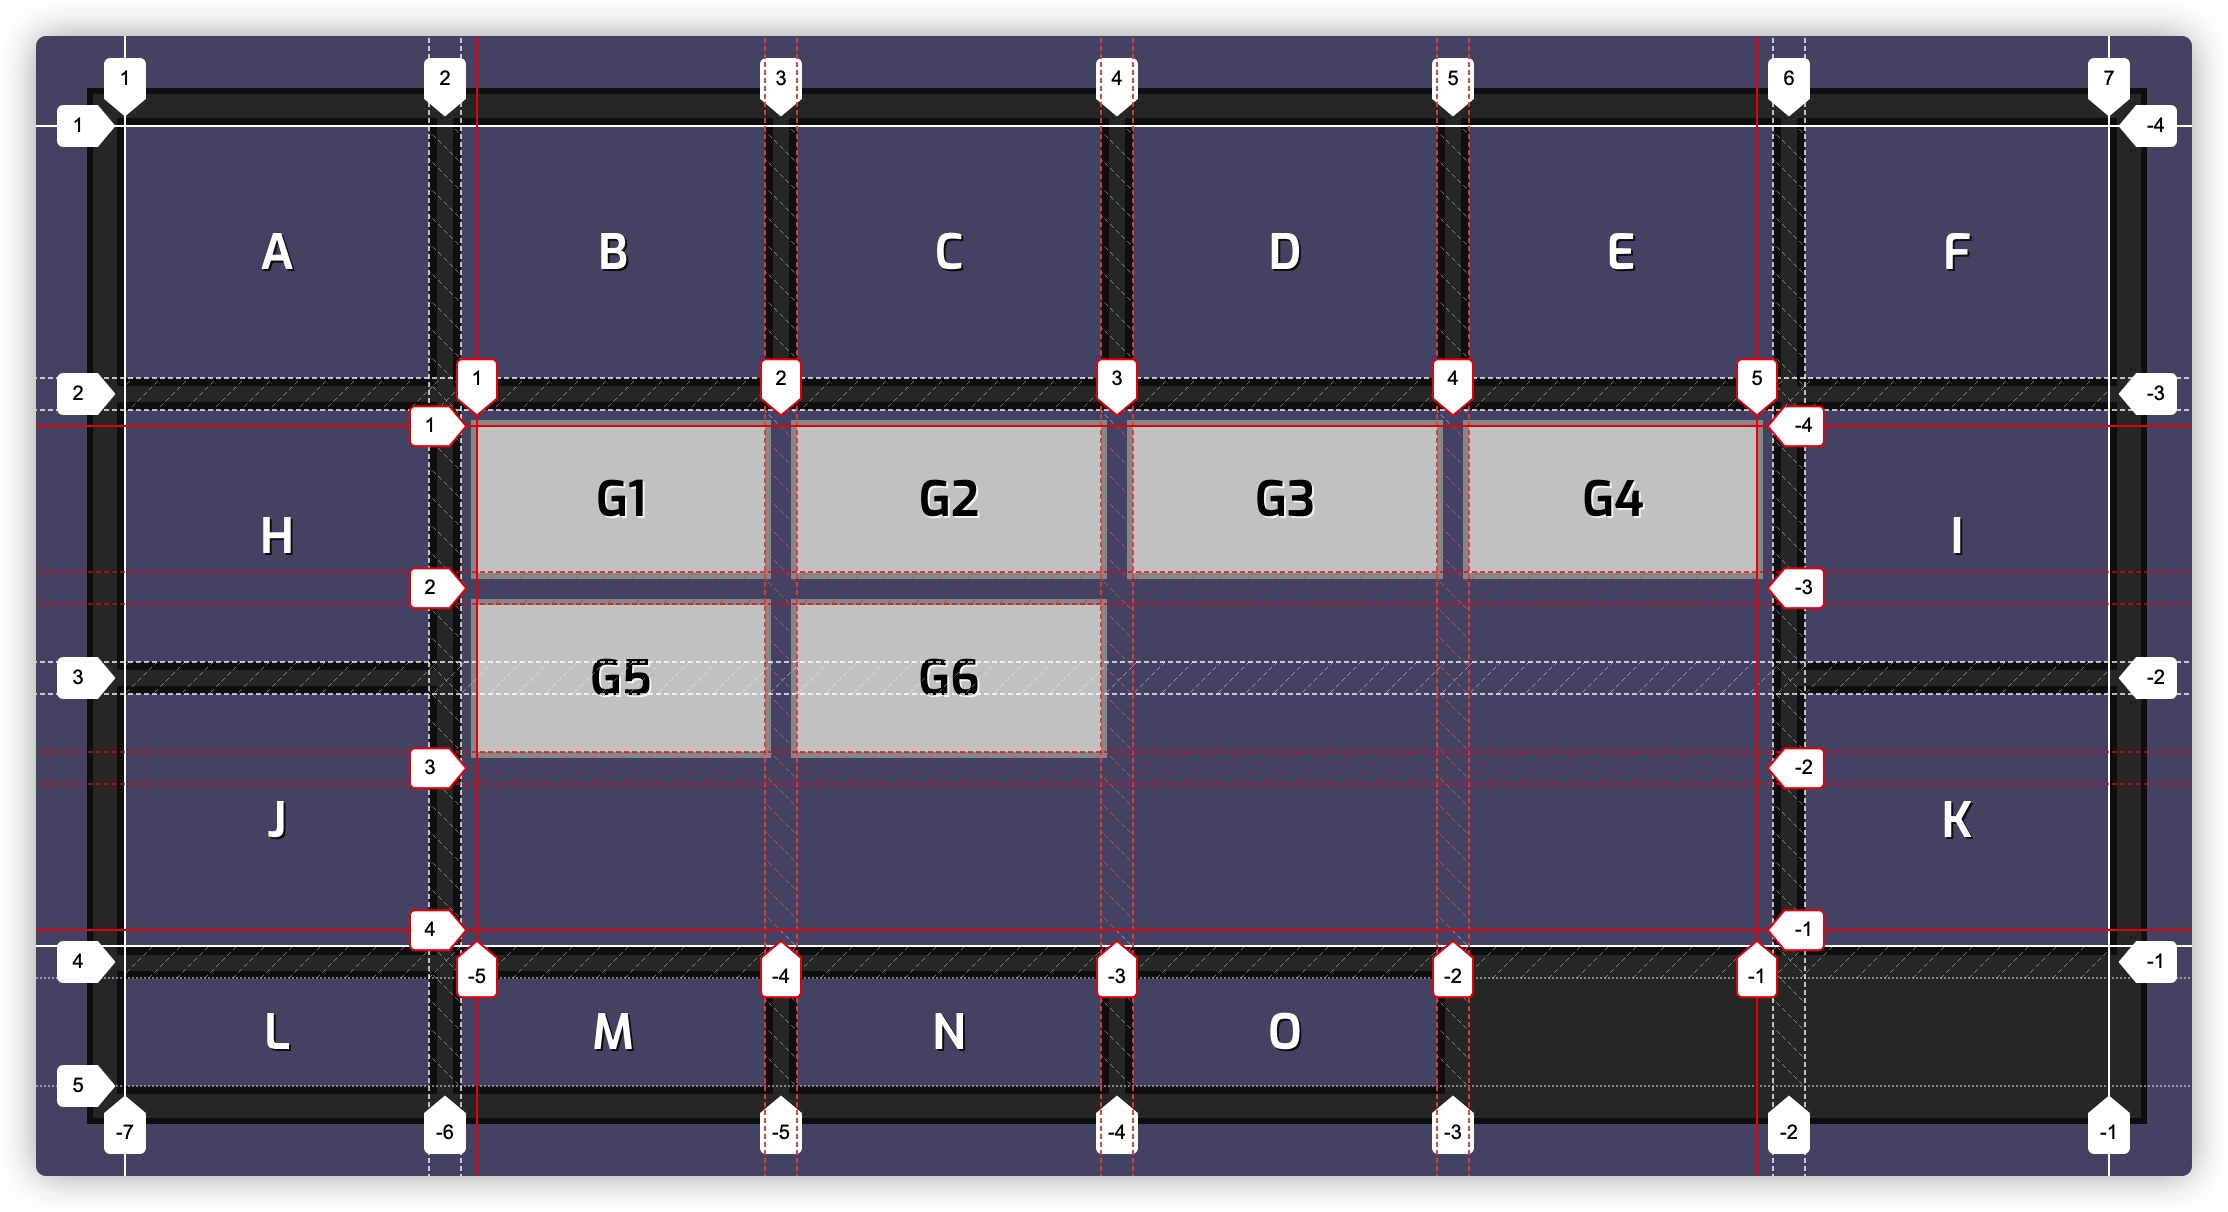 1 2 3 4 5 6 7
1 -4
A B C D E F
1 2 3 4 5
2 -3
1 -4
G1 G2 G3 G4
H I
2 -3
3 G5 G6 -2
3 -2
J K
4 -1
4 -1
-5 -4 -3 -2 -1
L M N O
5
-7 -6 -5 -4 -3 -2 -1